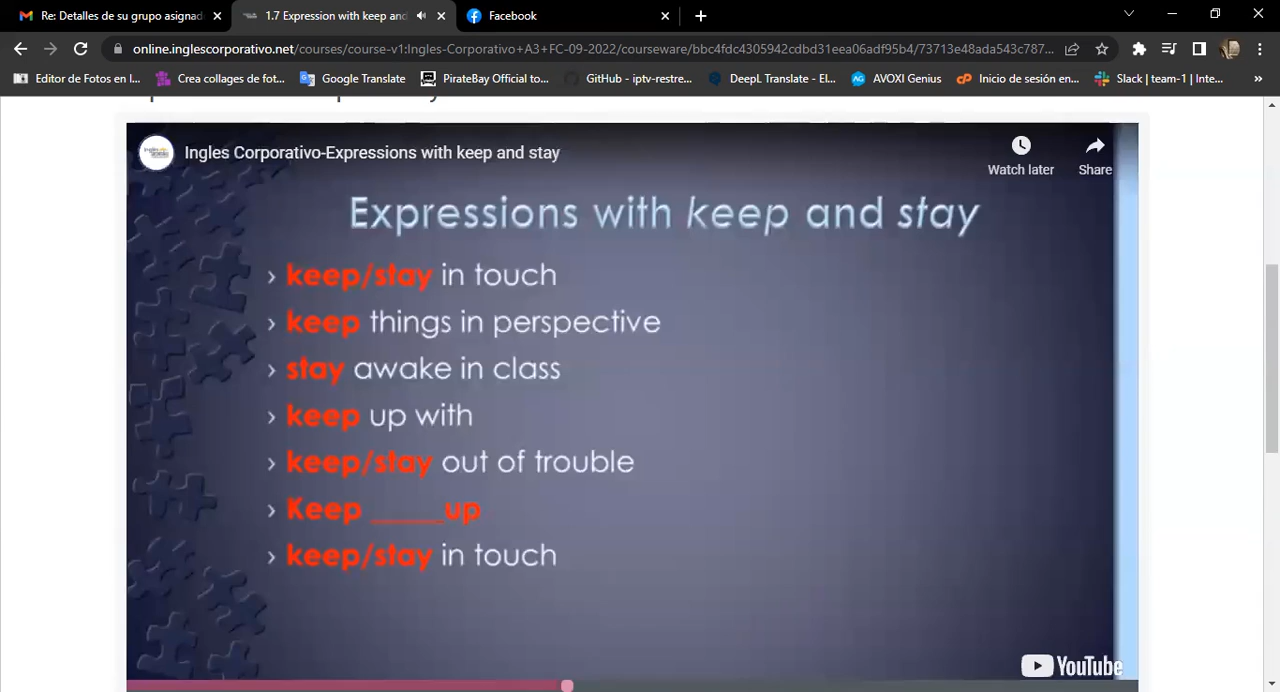 Re: Detalles de su grupo asignad
1.7 Expression with keep and
Facebook
online.inglescorporativo.net/courses/course-v1:Ingles-Corporativo+A3+FC-09-2022/courseware/bbc4fdc4305942cdbd31eea06adf95b4/73713e48ada543c787...
Editor de Fotos en l... Crea collages de fot... Google Translate PirateBay Official to... GitHub - iptv-restre... DeepL Translate - El... AVOXI Genius Inicio de sesión en... Slack | team-1 | Inte... »
Ingles Corporativo-Expressions with keep and stay
Watch later Share
Expressions with keep and stay
› keep/stay in touch
› keep things in perspective
› stay awake in class
› keep up with
› keep/stay out of trouble
› Keep _____up
› keep/stay in touch
YouTube